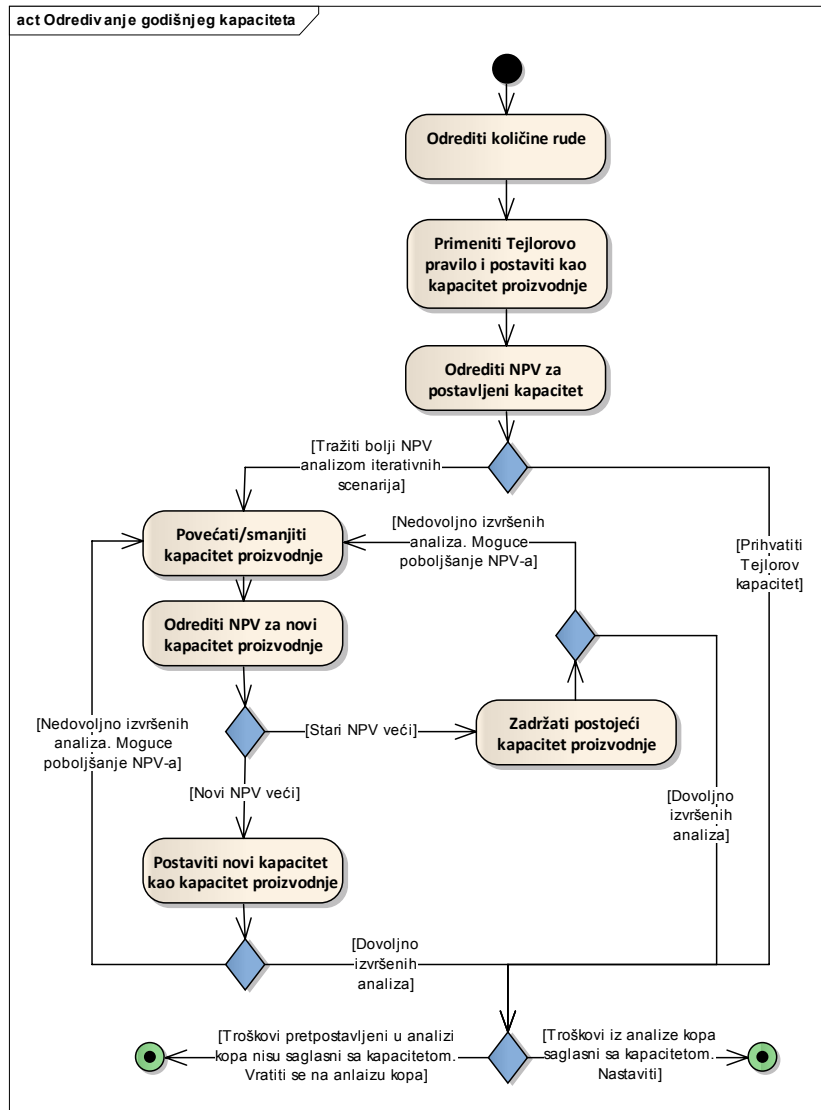 act Određivanje godišnjeg kapaciteta
Odrediti količine rude
Primeniti Tejlorovo
pravilo i postaviti kao
kapacitet proizvodnje
Odrediti NPV za
postavljeni kapacitet
[Tražiti bolji NPV
analizom iterativnih
scenarija]
[Prihvatiti
Tejlorov
kapacitet]
Povećati/smanjiti
kapacitet proizvodnje
[Nedovoljno izvršenih
analiza. Moguce
poboljšanje NPV-a]
Odrediti NPV za novi
kapacitet proizvodnje
[Nedovoljno izvršenih
analiza. Moguce
poboljšanje NPV-a]
[Stari NPV veći]
Zadržati postojeći
kapacitet proizvodnje
[Novi NPV veći]
[Dovoljno
izvršenih
analiza]
Postaviti novi kapacitet
kao kapacitet proizvodnje
[Dovoljno
izvršenih
analiza]
[Troškovi pretpostavljeni u analizi
kopa nisu saglasni sa kapacitetom.
Vratiti se na anlaizu kopa]
[Troškovi iz analize kopa
saglasni sa kapacitetom.
Nastaviti]